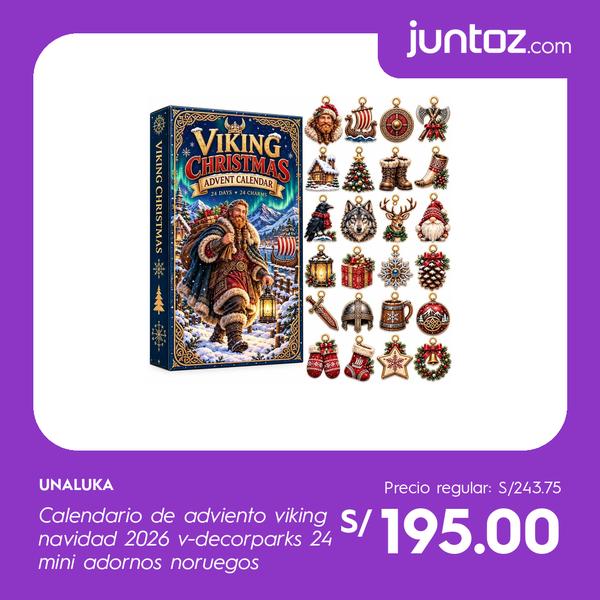 juntoz.com
VIKING CHRISTMAS
VIKING
CHRISTMAS
ADVENT CALENDAR
24 DAYS • 24 CHARMS
UNALUKA
Calendario de adviento viking
navidad 2026 v-decorparks 24
mini adornos noruegos
Precio regular: S/243.75
S/195.00